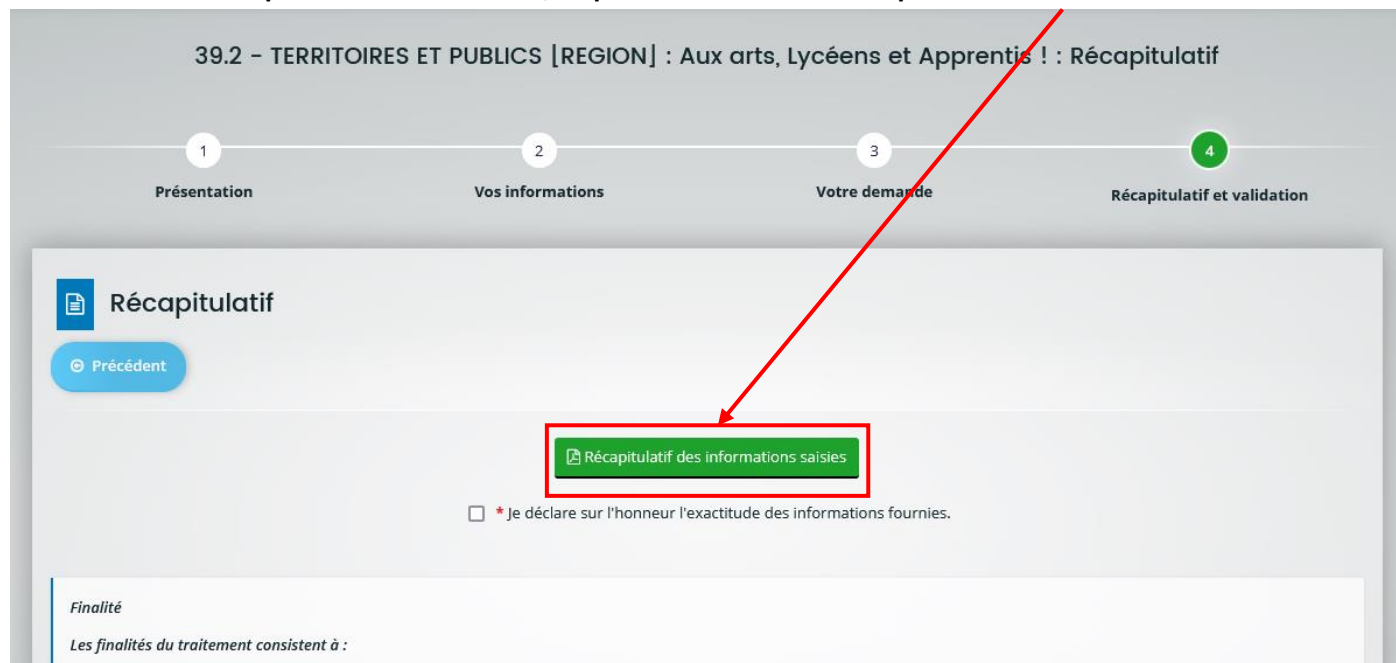 39.2 - TERRITOIRES ET PUBLICS [REGION] : Aux arts, Lycéens et Apprentis ! : Récapitulatif
1
2
3
4
Présentation
Vos informations
Votre demande
Récapitulatif et validation
Récapitulatif
Précédent
Récapitulatif des informations saisies
* Je déclare sur l'honneur l'exactitude des informations fournies.
Finalité
Les finalités du traitement consistent à :